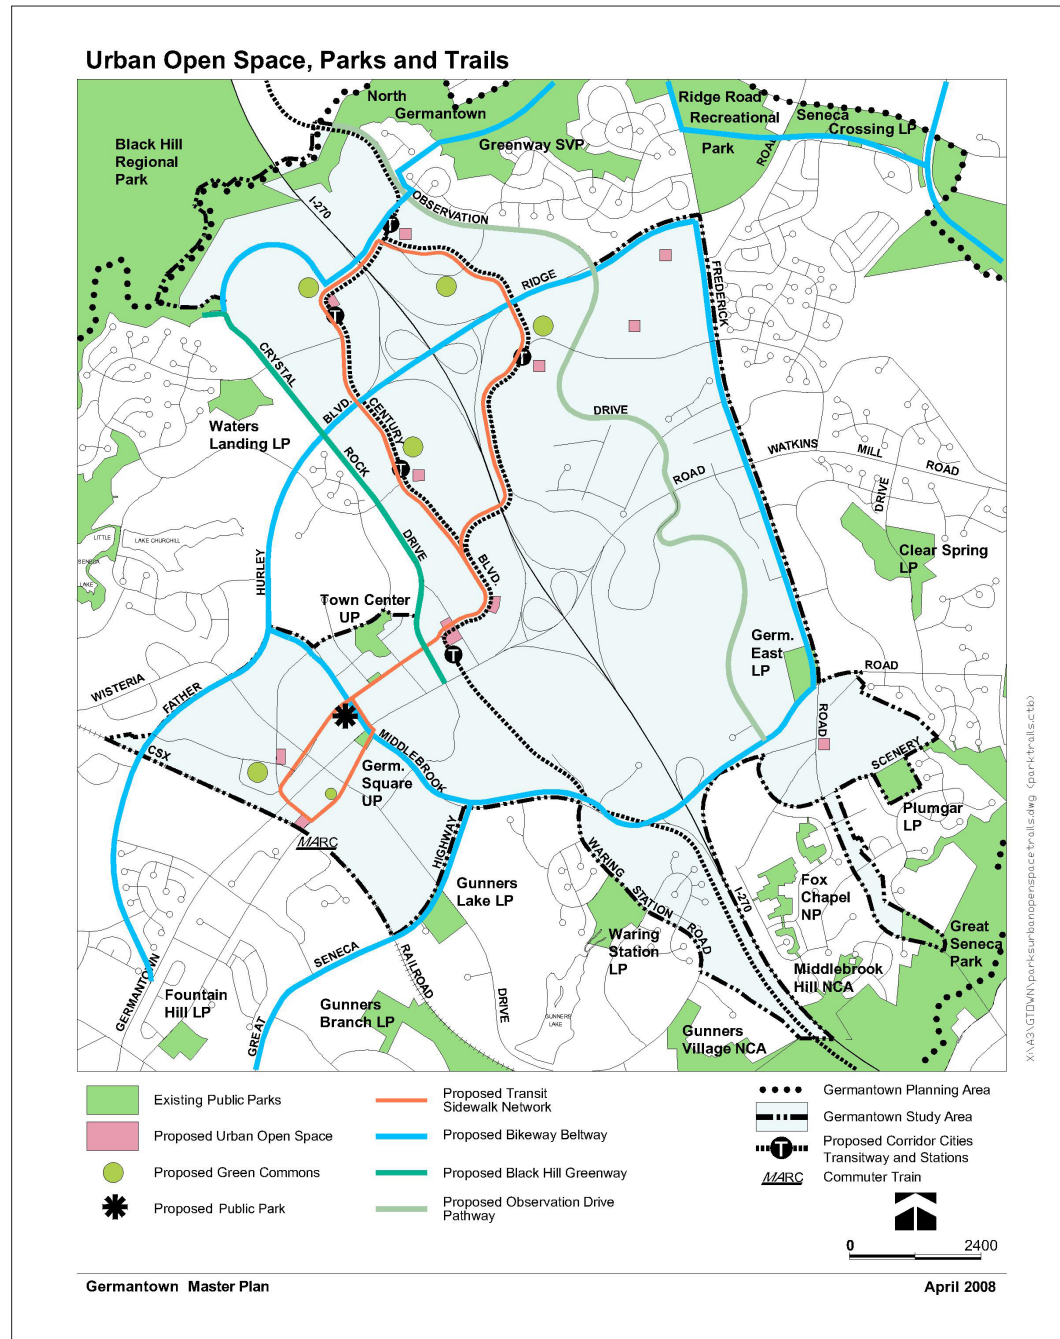 Urban Open Space, Parks and Trails
North
Germantown
Greenway SVP
Ridge Road
Recreational
Park
Seneca
Crossing LP
Black Hill
Regional
Park
ROAD
I-270
OBSERVATION
RIDGE
FREDERICK
CRYSTAL
BLVD.
CENTURY
DRIVE
Waters
Landing LP
ROCK
ROAD
WATKINS
MILL
ROAD
DRIVE
LITTLE
LAKE CHURCHILL
SENECA
LAKE
DRIVE
Clear Spring
LP
HURLEY
BLVD.
Town Center
UP
Germ.
East
LP
WISTERIA
FATHER
ROAD
ROAD
CSX
MIDDLEBROOK
SCENERY
Germ.
Square
UP
Plumgar
LP
MARC
HIGHWAY
WARING
STATION
ROAD
I-270
Gunners
Lake LP
Fox
Chapel
NP
Waring
Station
LP
Great
Seneca
Park
SENECA
RAILROAD
Middlebrook
Hill NCA
GERMANTOWN
Fountain
Hill LP
GREAT
Gunners
Branch LP
DRIVE
GUNNERS
LAKE
Gunners
Village NCA
X:\A3\GTOWN\parksurbanopenspacetrails.dwg (parktrails.ctb)
Existing Public Parks
Proposed Urban Open Space
Proposed Green Commons
Proposed Public Park
Proposed Transit
Sidewalk Network
Proposed Bikeway Beltway
Proposed Black Hill Greenway
Proposed Observation Drive
Pathway
Germantown Planning Area
Germantown Study Area
T
Proposed Corridor Cities
Transitway and Stations
MARC
Commuter Train
0
2400
Germantown Master Plan
April 2008